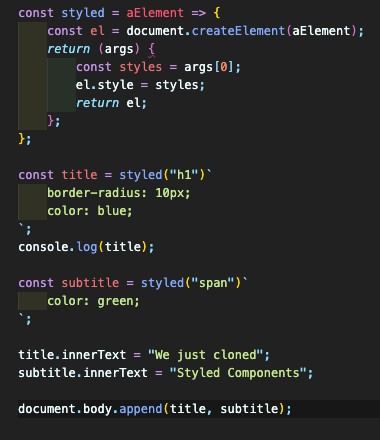 const styled = aElement => {
    const el = document.createElement(aElement);
    return (args) {
        const styles = args[0];
        el.style = styles;
        return el;
    };
};

const title = styled("h1")`
    border-radius: 10px;
    color: blue;
`;
console.log(title);

const subtitle = styled("span")`
    color: green;
`;

title.innerText = "We just cloned";
subtitle.innerText = "Styled Components";

document.body.append(title, subtitle);